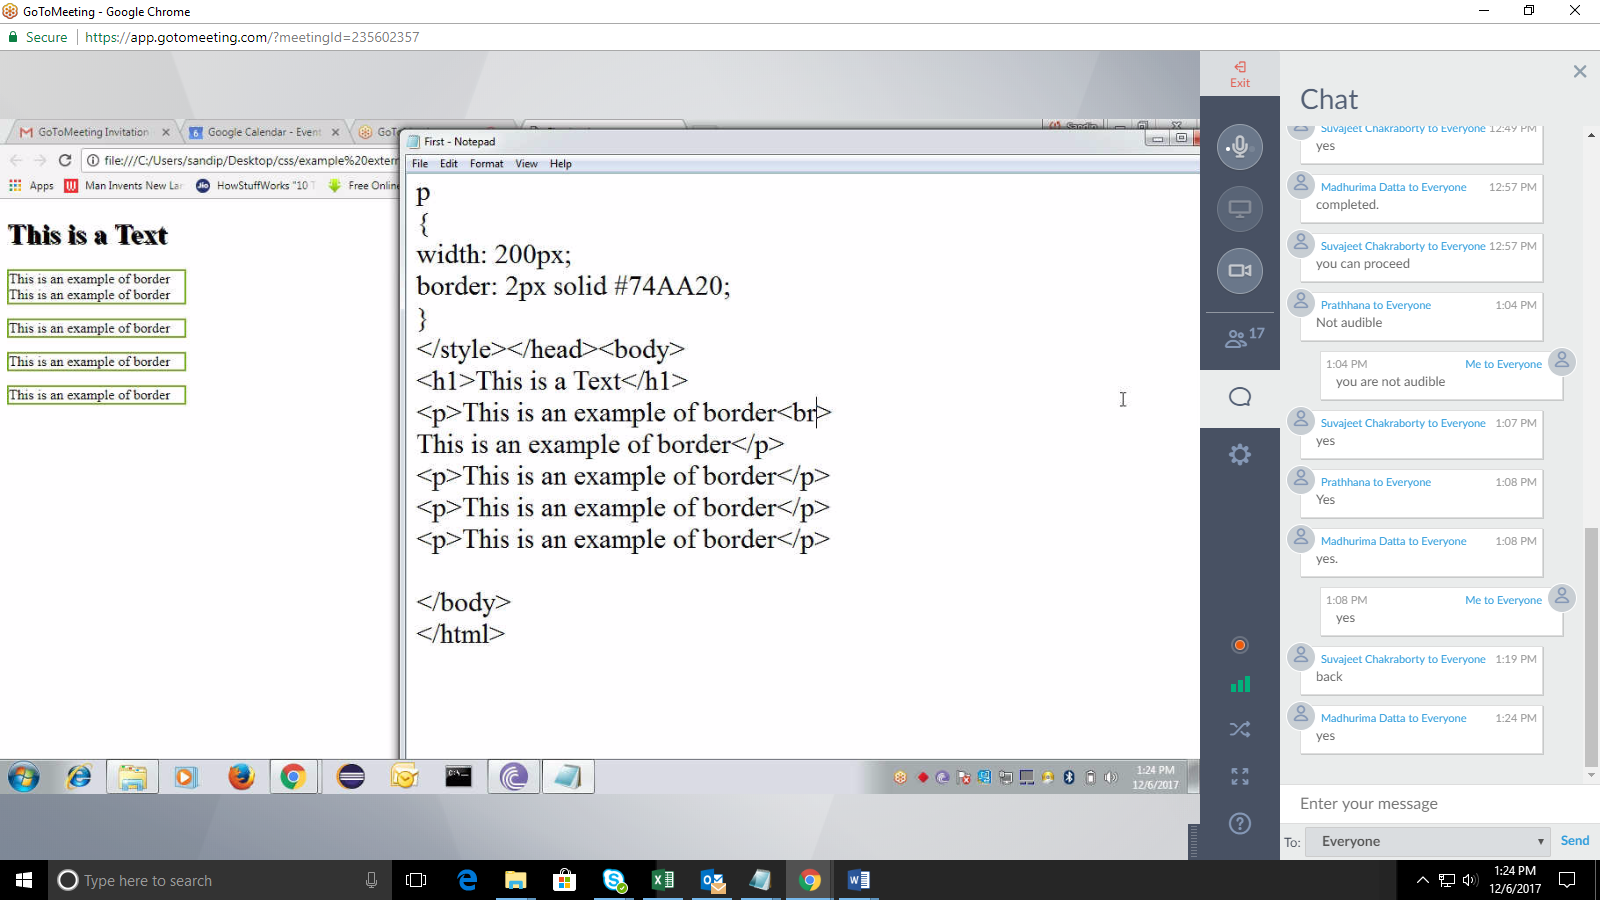 GoToMeeting - Google Chrome
Secure
https://app.gotomeeting.com/?meetingId=235602357
GoToMeeting Invitation
Google Calendar - Event
GoTo
file:///C:/Users/sandip/Desktop/css/example%20extern
Apps
Man Invents New La
Jio
HowStuffWorks "10
Free Online
This is a Text
This is an example of border
This is an example of border
This is an example of border
This is an example of border
This is an example of border
First - Notepad
File Edit Format View Help
p
{
width: 200px;
border: 2px solid #74AA20;
}
</style></head><body>
<h1>This is a Text</h1>
<p>This is an example of border<br>
This is an example of border</p>
<p>This is an example of border</p>
<p>This is an example of border</p>
<p>This is an example of border</p>
</body>
</html>
1:24 PM
12/6/2017
Exit
17
Chat
Suvajeet Chakraborty to Everyone 12:49 PM
yes
Madhurima Datta to Everyone 12:57 PM
completed.
Suvajeet Chakraborty to Everyone 12:57 PM
you can proceed
Prathhana to Everyone 1:04 PM
Not audible
1:04 PM Me to Everyone
you are not audible
Suvajeet Chakraborty to Everyone 1:07 PM
yes
Prathhana to Everyone 1:08 PM
Yes
Madhurima Datta to Everyone 1:08 PM
yes.
1:08 PM Me to Everyone
yes
Suvajeet Chakraborty to Everyone 1:19 PM
back
Madhurima Datta to Everyone 1:24 PM
yes
Enter your message
To: Everyone Send
Type here to search
1:24 PM
12/6/2017